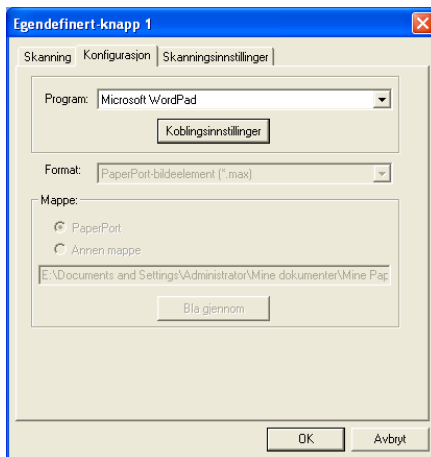 Egendefinert-knapp 1
Skanning Konfigurasjon Skanningsinnstillinger
Program: Microsoft WordPad
Koblingsinnstillinger
Format: PaperPort-bildeelement (*.max)
Mappe:
PaperPort
Annen mappe
E:\Documents and Settings\Administrator\Mine dokumenter\Mine Pap
Bla gjennom
OK Avbryt